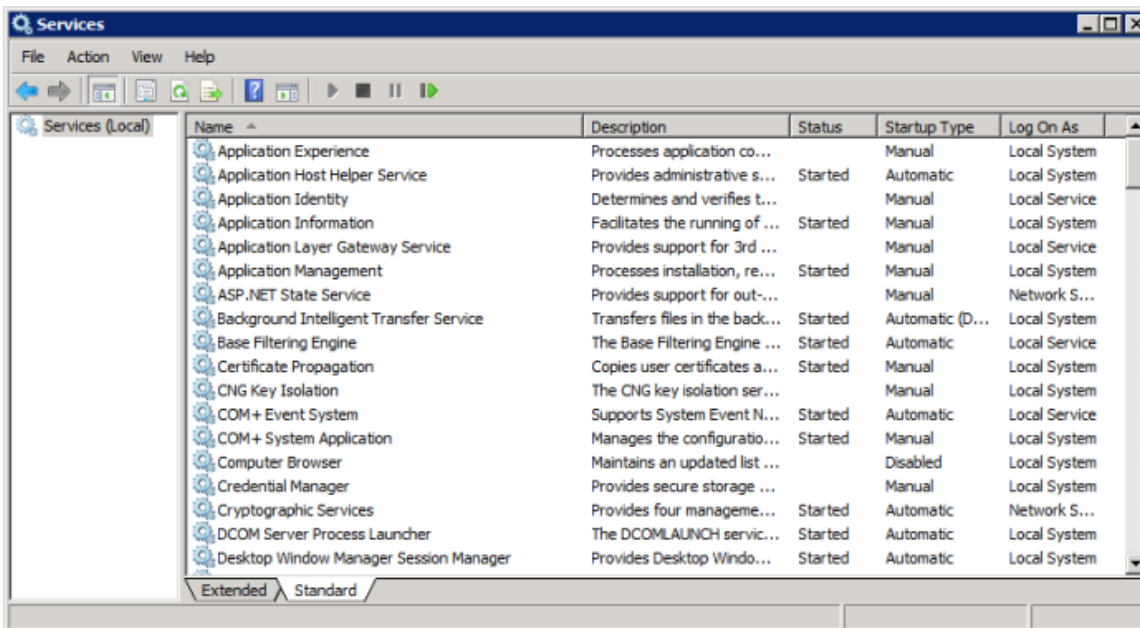 Services
File Action View Help
Services (Local)
Name Description Status Startup Type Log On As
Application Experience Processes application co... Manual Local System
Application Host Helper Service Provides administrative s... Started Automatic Local System
Application Identity Determines and verifies t... Manual Local Service
Application Information Facilitates the running of ... Started Manual Local System
Application Layer Gateway Service Provides support for 3rd ... Manual Local Service
Application Management Processes installation, re... Started Manual Local System
ASP.NET State Service Provides support for out-... Manual Network S...
Background Intelligent Transfer Service Transfers files in the back... Started Automatic (D... Local System
Base Filtering Engine The Base Filtering Engine ... Started Automatic Local Service
Certificate Propagation Copies user certificates a... Started Manual Local System
CNG Key Isolation The CNG key isolation ser... Manual Local System
COM+ Event System Supports System Event N... Started Automatic Local Service
COM+ System Application Manages the configuratio... Started Manual Local System
Computer Browser Maintains an updated list ... Disabled Local System
Credential Manager Provides secure storage ... Manual Local System
Cryptographic Services Provides four manageme... Started Automatic Network S...
DCOM Server Process Launcher The DCOMLAUNCH servic... Started Automatic Local System
Desktop Window Manager Session Manager Provides Desktop Windo... Started Automatic Local System
Extended Standard